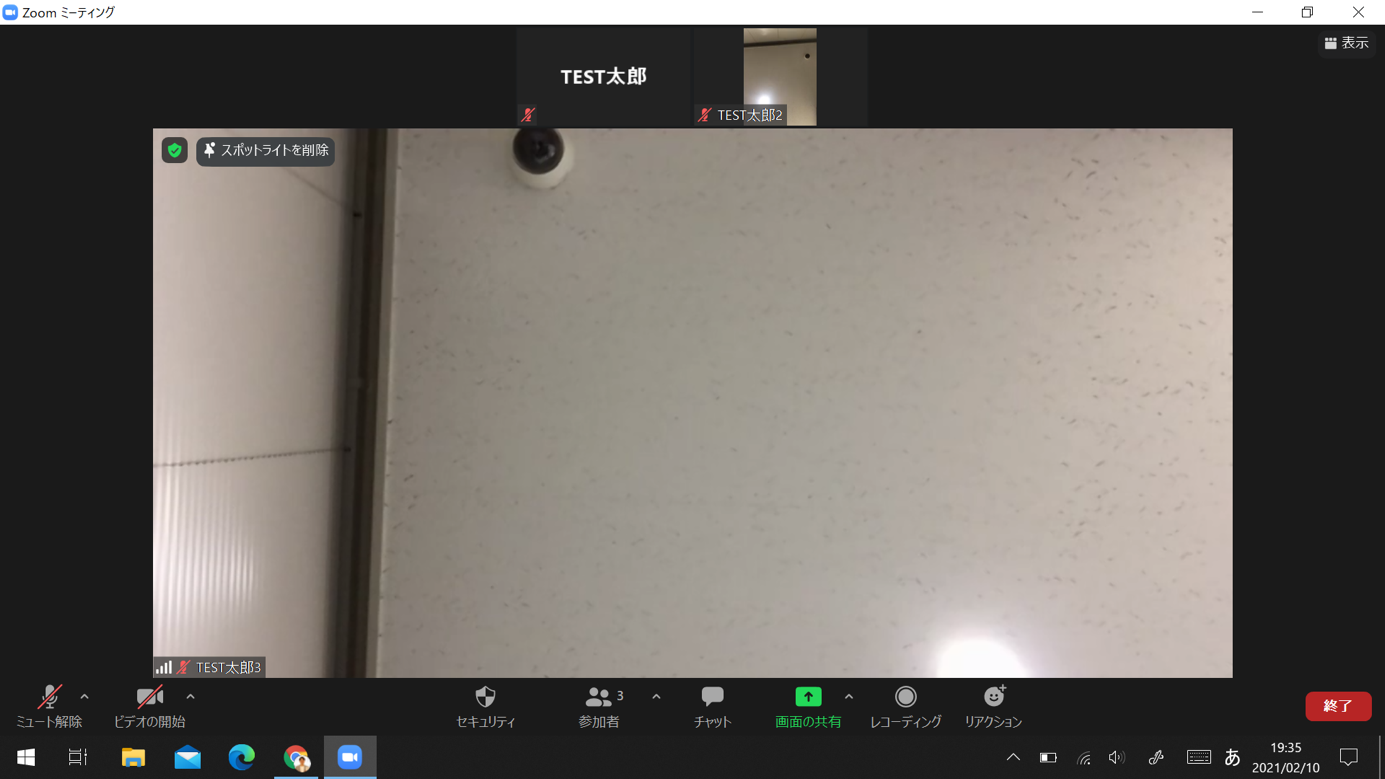 Zoom ミーティング
表示
TEST太郎
TEST太郎2
スポットライトを削除
TEST太郎3
ミュート解除
ビデオの開始
セキュリティ
3
参加者
チャット
画面の共有
レコーディング
リアクション
終了
あ
19:35
2021/02/10